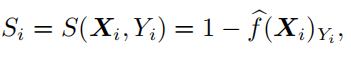 $S_i = S(\boldsymbol{X}_i, Y_i) = 1 - \widehat{f}(\boldsymbol{X}_i)_{Y_i},$